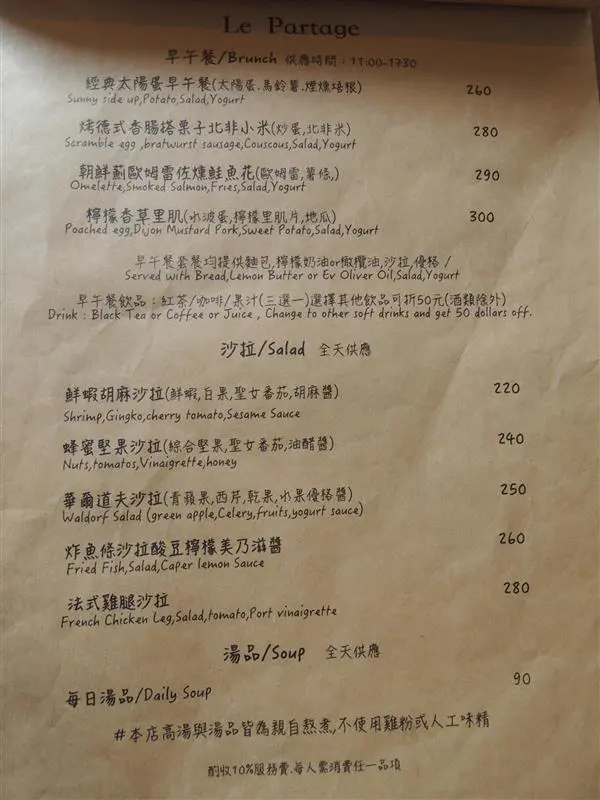 Le Partage
早午餐/Brunch 供應時間：11:00-1730
經典太陽蛋早午餐(太陽蛋.馬鈴薯.煙燻培根) 260
Sunny side up,Potato,Salad,Yogurt
烤德式香腸搭栗子北非小米(炒蛋,北非米) 280
Scramble egg ,bratwurst sausage,Couscous,Salad,Yogurt
朝鮮薊歐姆雷佐燻鮭魚花(歐姆雷,薯條,) 290
Omelette,Smoked Salmon,Fries,Salad,Yogurt
檸檬香草里肌(水波蛋,檸檬里肌片,地瓜) 300
Poached egg,Dijon Mustard Pork,Sweet Potato,Salad,Yogurt
早午餐套餐均提供麵包,檸檬奶油or橄欖油,沙拉,優格 /
Served with Bread,Lemon Butter or Ev Oliver Oil,Salad,Yogurt
早午餐飲品：紅茶/咖啡/果汁(三選一)選擇其他飲品可折50元(酒類除外)
Drink : Black Tea or Coffee or Juice , Change to other soft drinks and get 50 dollars off.
沙拉/Salad 全天供應
鮮蝦胡麻沙拉(鮮蝦,白果,聖女番茄,胡麻醬) 220
Shrimp,Gingko,cherry tomato,Sesame Sauce
蜂蜜堅果沙拉(綜合堅果,聖女番茄,油醋醬) 240
Nuts,tomatos,Vinaigrette,honey
華爾道夫沙拉(青蘋果,西芹,乾果,水果優格醬) 250
Waldorf Salad (green apple,Celery,fruits,yogurt sauce)
炸魚條沙拉酸豆檸檬美乃滋醬 260
Fried Fish,Salad,Caper lemon Sauce
法式雞腿沙拉 280
French Chicken Leg,Salad,tomato,Port vinaigrette
湯品/Soup 全天供應
每日湯品/Daily Soup 90
#本店高湯與湯品皆為親自熬煮,不使用雞粉或人工味精
酌收10%服務費.每人需消費任一品項